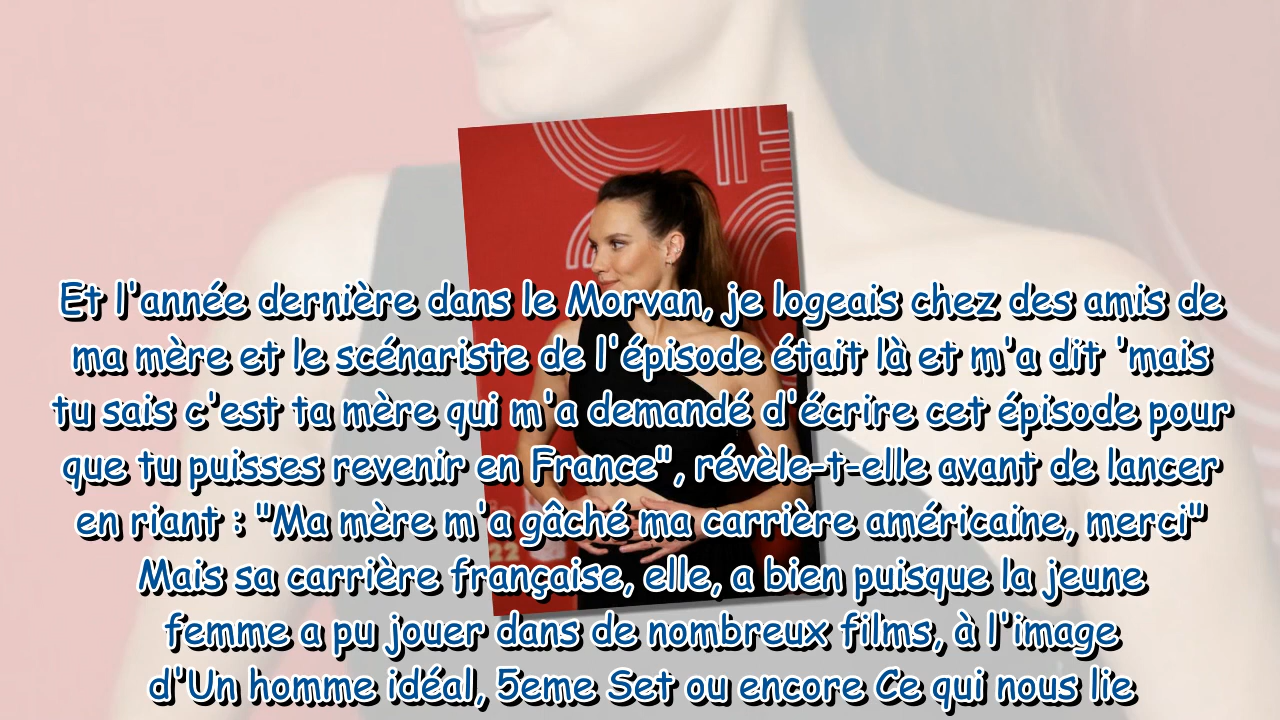 Et l'année dernière dans le Morvan, je logeais chez des amis de
ma mère et le scénariste de l'épisode était là et m'a dit 'mais
tu sais c'est ta mère qui m'a demandé d'écrire cet épisode pour
que tu puisses revenir en France", révèle-t-elle avant de lancer
en riant : "Ma mère m'a gâché ma carrière américaine, merci"
Mais sa carrière française, elle, a bien puisque la jeune
femme a pu jouer dans de nombreux films, à l'image
d'Un homme idéal, 5eme Set ou encore Ce qui nous lie
22